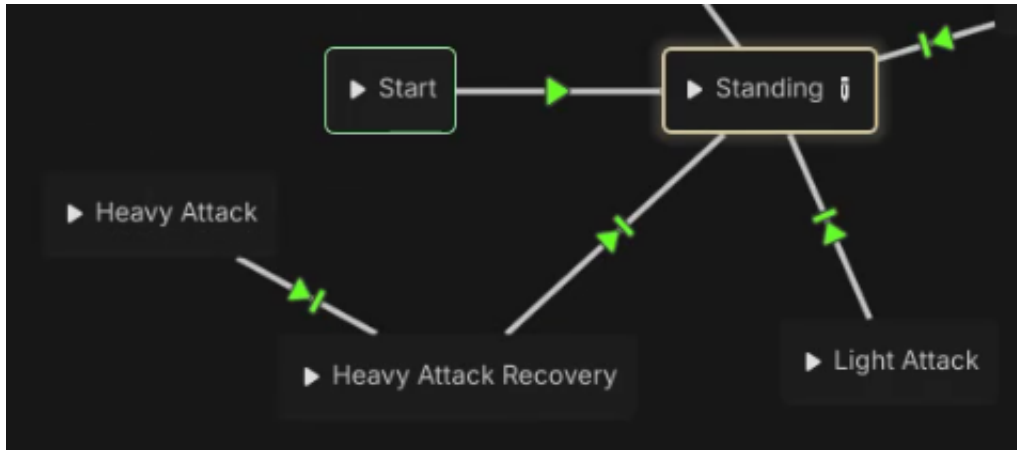 Start
Standing
Heavy Attack
Heavy Attack Recovery
Light Attack